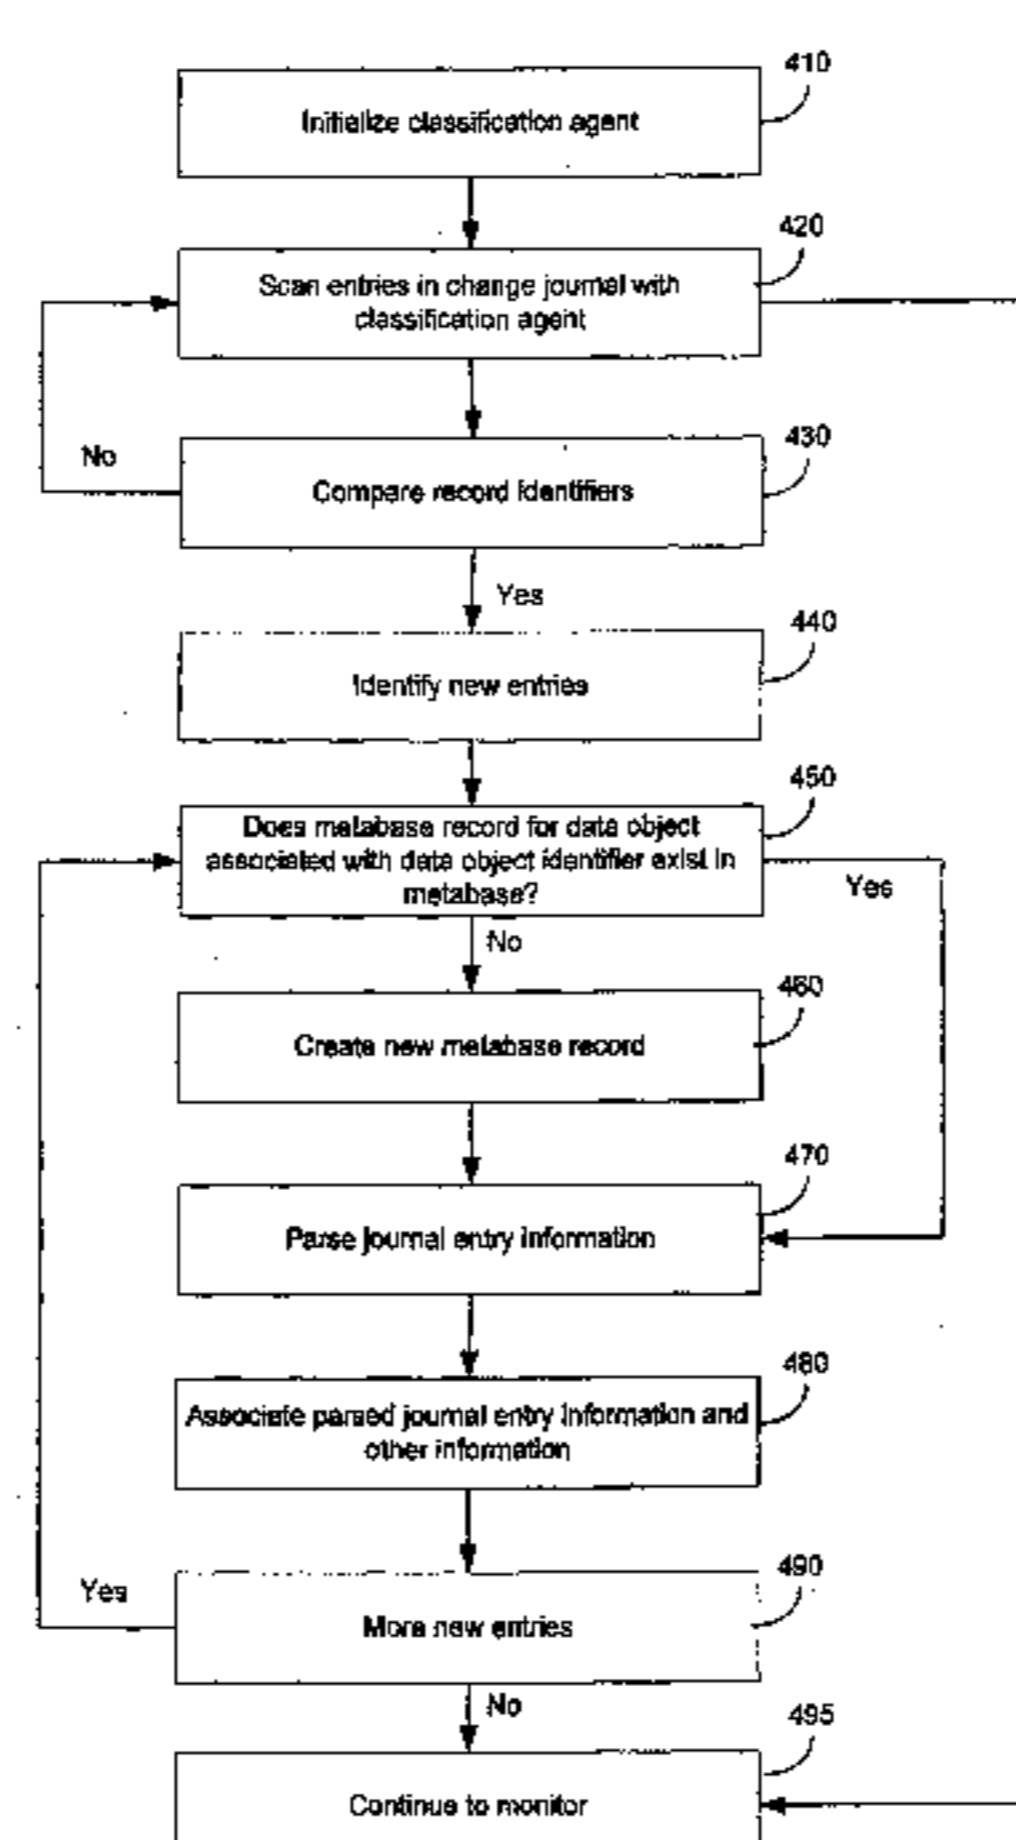 410
Initialize classification agent
420
Scan entries in change journal with
classification agent
430
No
Compare record identifiers
Yes
440
Identify new entries
450
Does metabase record for data object
associated with data object identifier exist in
metabase?
Yes
No
460
Create new metabase record
470
Parse journal entry information
480
Associate parsed journal entry information and
other information
490
Yes
More new entries
No
495
Continue to monitor